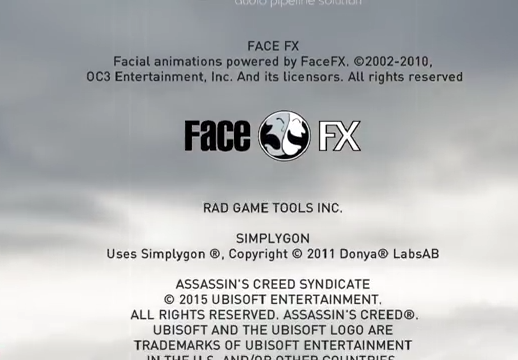 audio pipeline solution
FACE FX
Facial animations powered by FaceFX. ©2002-2010,
OC3 Entertainment, Inc. And its licensors. All rights reserved
Face FX
RAD GAME TOOLS INC.
SIMPLYGON
Uses Simplygon ®, Copyright © 2011 Donya® LabsAB
ASSASSIN'S CREED SYNDICATE
© 2015 UBISOFT ENTERTAINMENT.
ALL RIGHTS RESERVED. ASSASSIN'S CREED®.
UBISOFT AND THE UBISOFT LOGO ARE
TRADEMARKS OF UBISOFT ENTERTAINMENT
IN THE U.S. AND/OR OTHER COUNTRIES